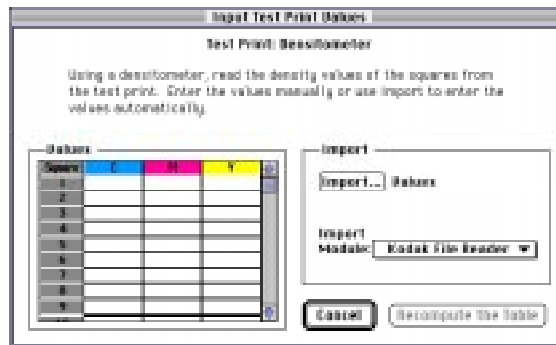 Input Test Print Values
Test Print: Densitometer
Using a densitometer, read the density values of the squares from
the test print. Enter the values manually or use import to enter the
values automatically.
Values
Square C M Y
1
2
3
4
5
6
7
8
9
Import
Import... Values
Import
Module: Kodak File Reader
Cancel
Recompute the Table